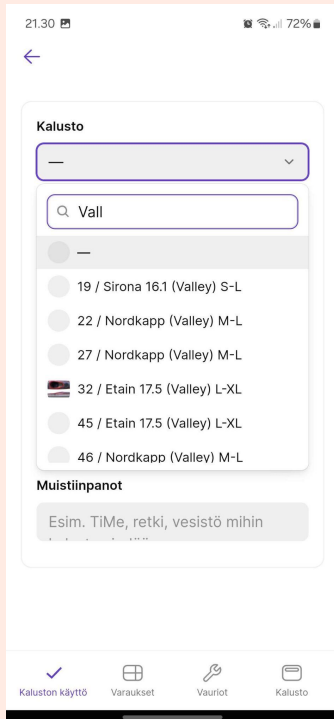 21.30 72%
Kalusto
—
Vall
—
19 / Sirona 16.1 (Valley) S-L
22 / Nordkapp (Valley) M-L
27 / Nordkapp (Valley) M-L
32 / Etain 17.5 (Valley) L-XL
45 / Etain 17.5 (Valley) L-XL
46 / Nordkapp (Valley) M-L
Muistiinpanot
Esim. TiMe, retki, vesistö mihin
Kaluston käyttö Varaukset Vauriot Kalusto